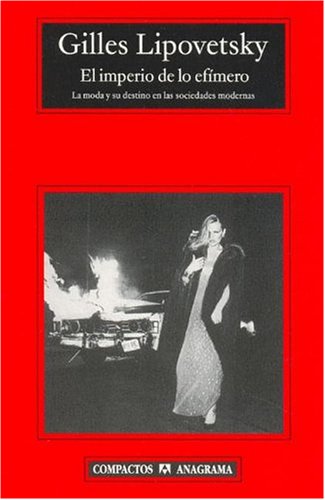 Gilles Lipovetsky
El imperio de lo efímero
La moda y su destino en las sociedades modernas
COMPACTOS ANAGRAMA